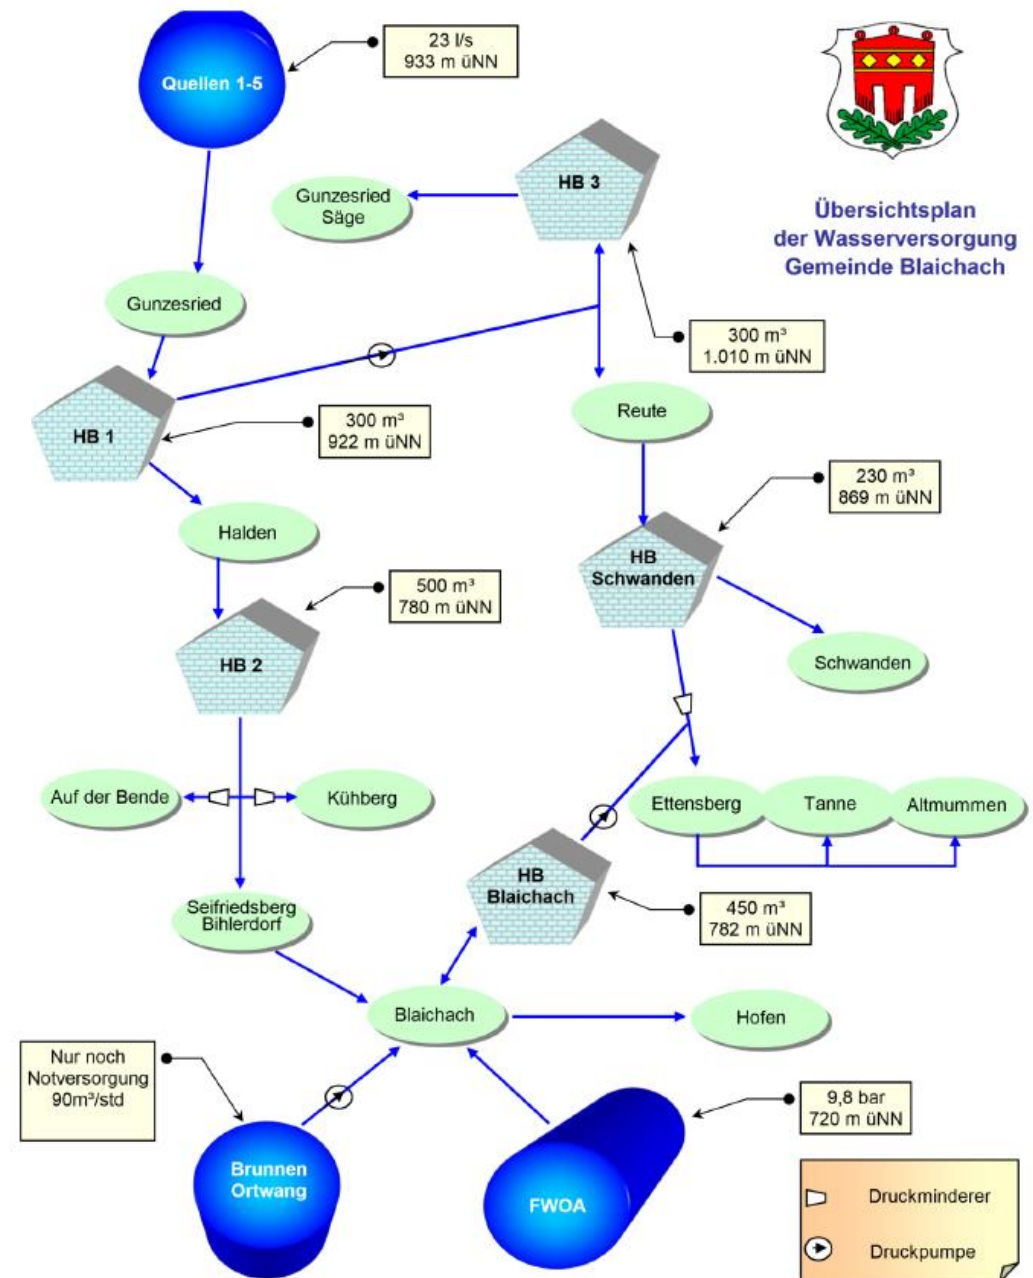 23 l/s
933 m üNN
Quellen 1-5
HB 3
Gunzesried
Säge
Übersichtsplan
der Wasserversorgung
Gemeinde Blaichach
Gunzesried
300 m³
1.010 m üNN
Reute
300 m³
922 m üNN
HB 1
230 m³
869 m üNN
Halden
HB
Schwanden
500 m³
780 m üNN
HB 2
Schwanden
Auf der Bende
Kühberg
Ettensberg
Tanne
Altmummen
HB
Blaichach
450 m³
782 m üNN
Seifriedsberg
Bihlerdorf
Blaichach
Hofen
Nur noch
Notversorgung
90m³/std
9,8 bar
720 m üNN
Brunnen
Ortwang
FWOA
Druckminderer
Druckpumpe